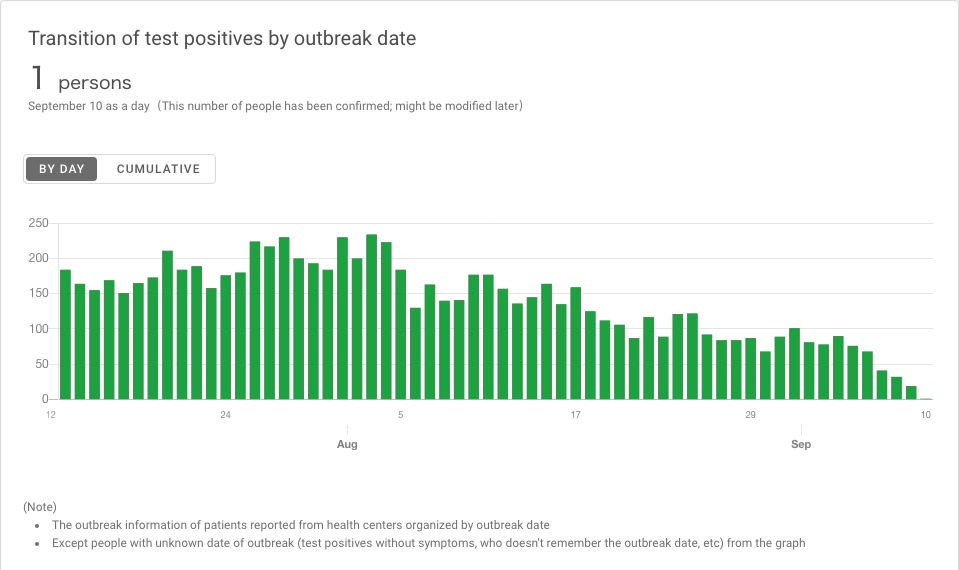 Transition of test positives by outbreak date
1 persons
September 10 as a day（This number of people has been confirmed; might be modified later）
BY DAY CUMULATIVE
250
200
150
100
50
0
12 24 5 17 29 10
Aug Sep
(Note)
• The outbreak information of patients reported from health centers organized by outbreak date
• Except people with unknown date of outbreak (test positives without symptoms, who doesn't remember the outbreak date, etc) from the graph